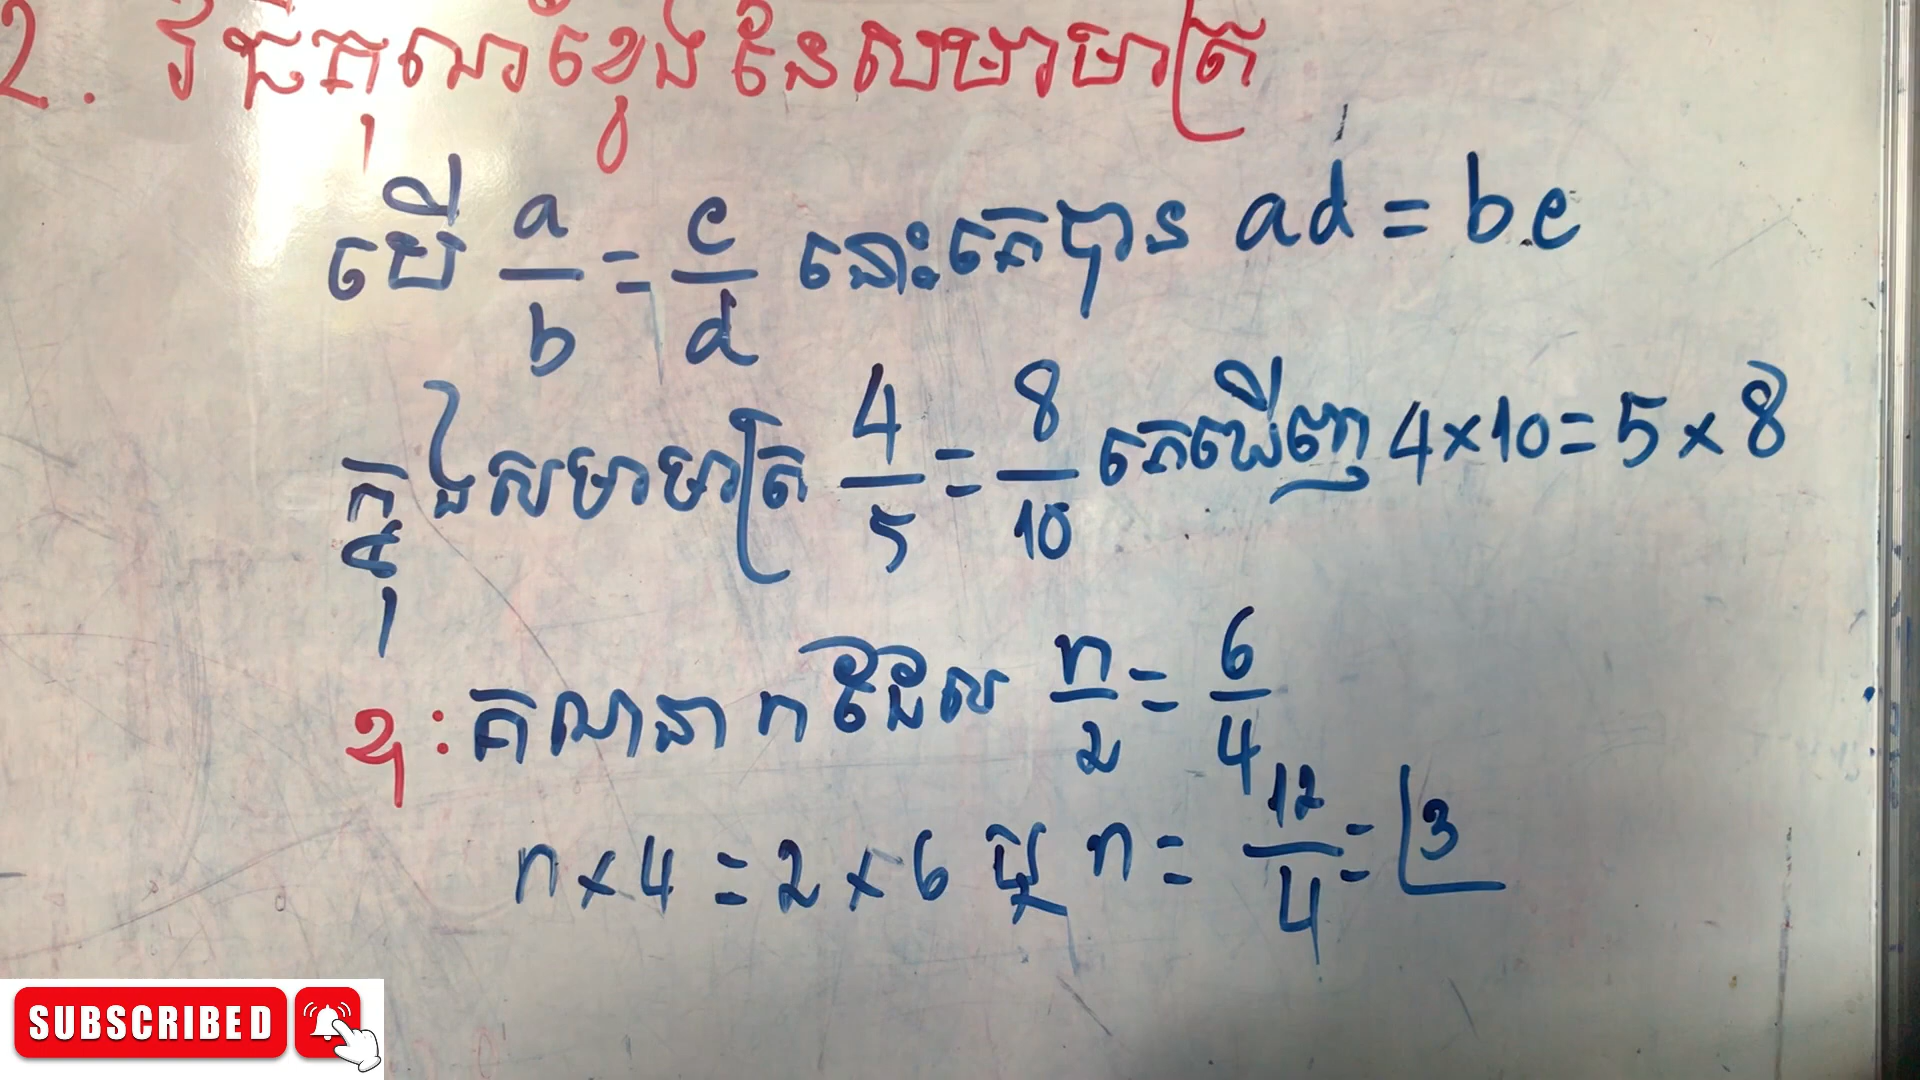 2. វិធីគុណខ្វែងនៃសមាមាត្រ
បើ a/b = c/d នោះគេបាន ad = bc
ក្នុងសមាមាត្រ 4/5 = 8/10 គេឃើញ 4×10=5×8
ឧ: គណនា n ដែល n/2 = 6/4
n×4 = 2×6 ឬ n = 12/4 = 3
SUBSCRIBED